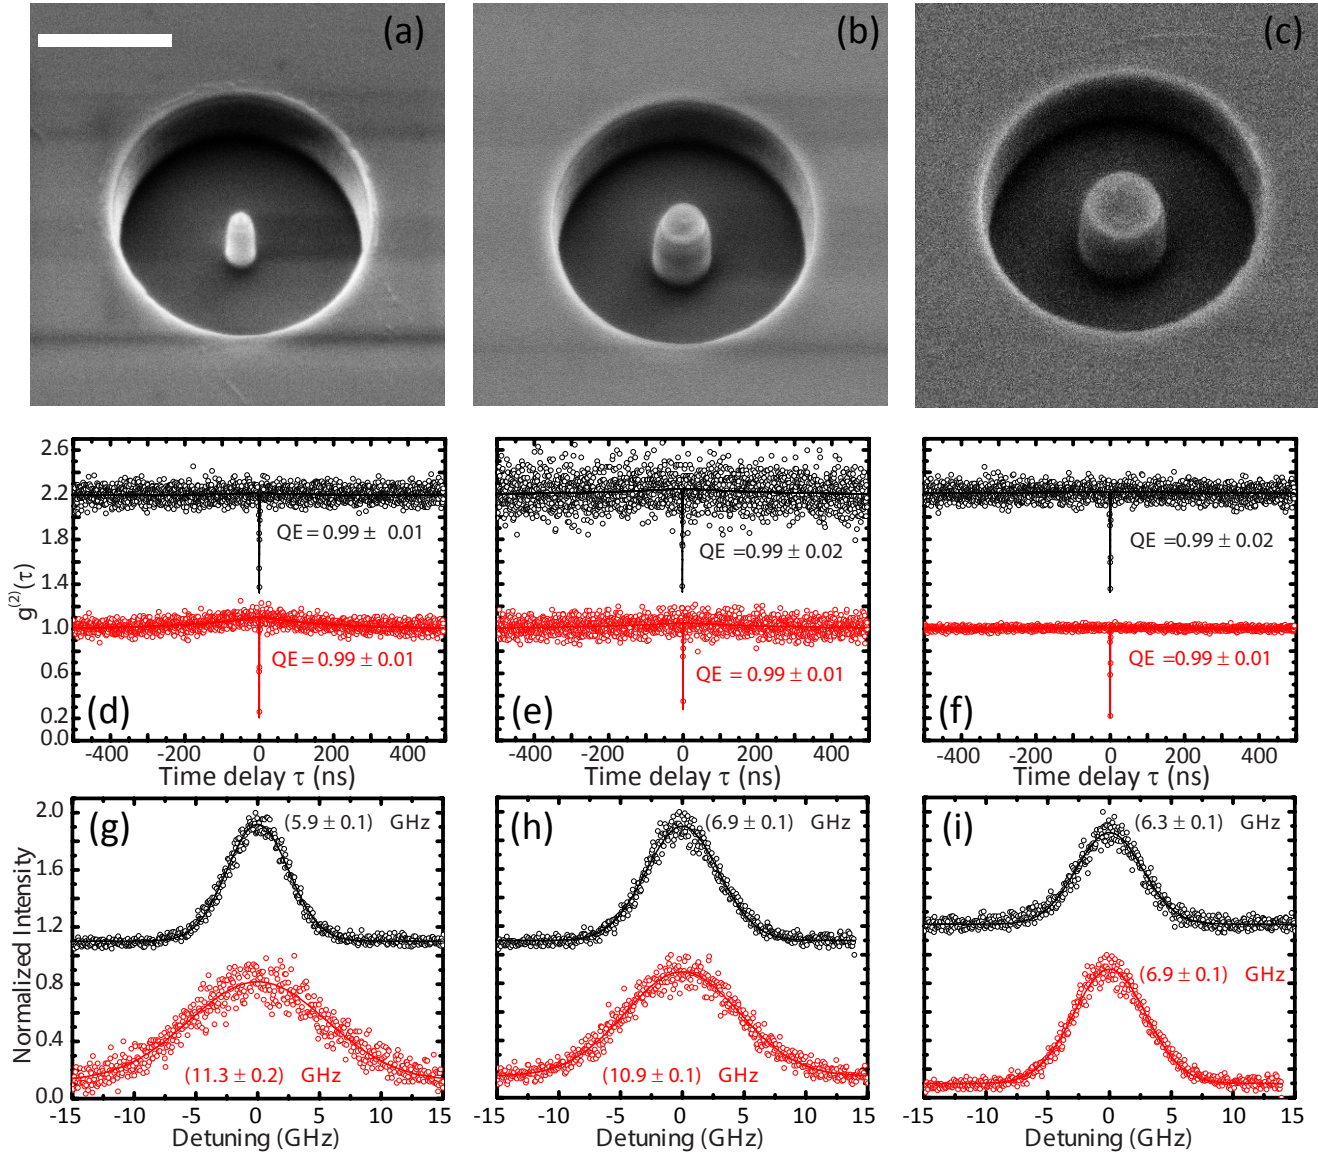 (a)
(b)
(c)
2.6
2.2
1.8
1.4
1.0
0.6
0.2
0.0
g(2)(τ)
QE = 0.99 ± 0.01
QE = 0.99 ± 0.01
(d)
-400 -200 0 200 400
Time delay τ (ns)
QE =0.99 ± 0.02
QE = 0.99 ± 0.01
(e)
-400 -200 0 200 400
Time delay τ (ns)
QE =0.99 ± 0.02
QE =0.99 ± 0.01
(f)
-400 -200 0 200 400
Time delay τ (ns)
2.0
1.6
1.2
0.8
0.4
0.0
Normalized Intensity
(g)
(5.9 ± 0.1) GHz
(11.3 ± 0.2) GHz
-15 -10 -5 0 5 10 15
Detuning (GHz)
(h)
(6.9 ± 0.1) GHz
(10.9 ± 0.1) GHz
-15 -10 -5 0 5 10 15
Detuning (GHz)
(i)
(6.3 ± 0.1) GHz
(6.9 ± 0.1) GHz
-15 -10 -5 0 5 10 15
Detuning (GHz)